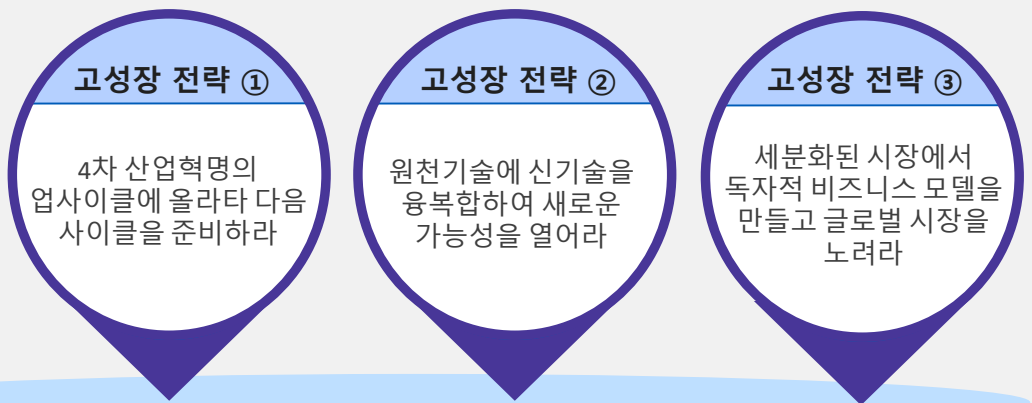 고성장 전략 ①
4차 산업혁명의
업사이클에 올라타 다음
사이클을 준비하라
고성장 전략 ②
원천기술에 신기술을
융복합하여 새로운
가능성을 열어라
고성장 전략 ③
세분화된 시장에서
독자적 비즈니스 모델을
만들고 글로벌 시장을
노려라